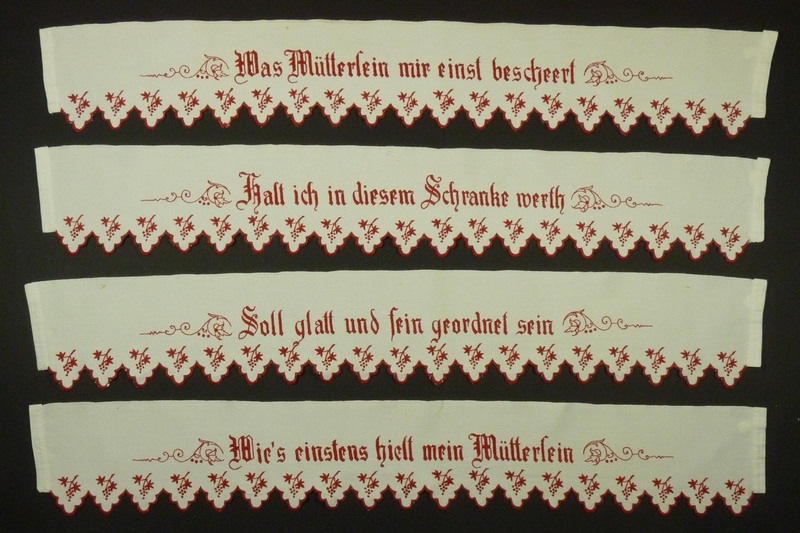 Was Mütterlein mir einst bescheert
Halt ich in diesem Schranke werth
Soll glatt und fein geordnet sein
Wie's einstens hielt mein Mütterlein